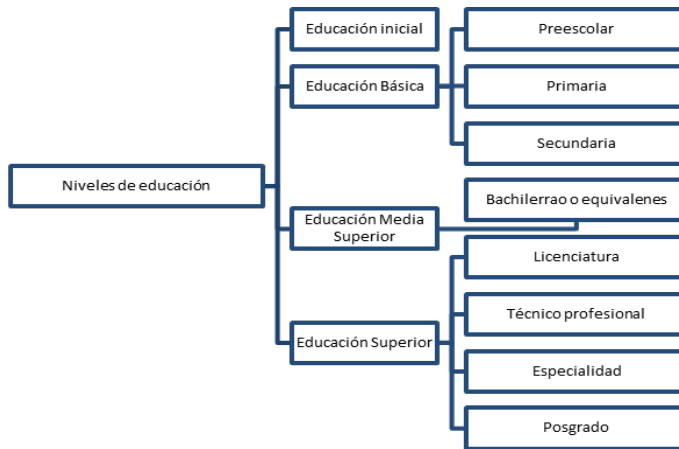 Niveles de educación
Educación inicial
Educación Básica
Preescolar
Primaria
Secundaria
Educación Media
Superior
Bachilerrao o equivalenes
Educación Superior
Licenciatura
Técnico profesional
Especialidad
Posgrado